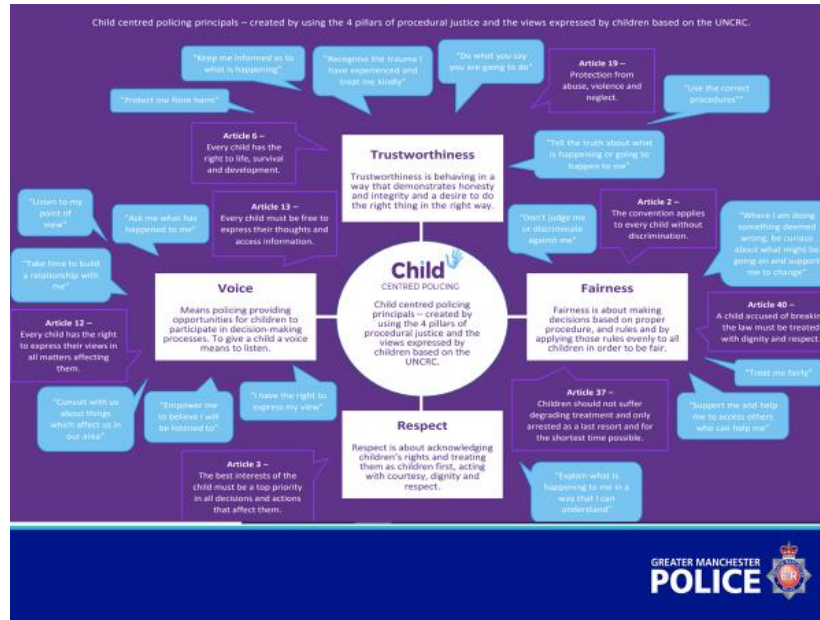 Child centred policing principals – created by using the 4 pillars of procedural justice and the views expressed by children based on the UNCRC.
"Keep me informed as to
what is happening"
"Recognise the trauma I
have experienced and
treat me kindly"
"Do what you say
you are going to do"
Article 19 –
Protection from
abuse, violence and
neglect.
"Use the correct
procedures""
"Protect me from harm"
Article 6 –
Every child has the
right to life, survival
and development.
Trustworthiness
Trustworthiness is behaving in a
way that demonstrates honesty
and integrity and a desire to do
the right thing in the right way.
"Tell the truth about what
is happening or going to
happen to me"
"Listen to my
point of
view"
"Ask me what has
happened to me"
Article 13 –
Every child must be free to
express their thoughts and
access information.
"Don't judge me
or discriminate
against me"
Article 2 –
The convention applies
to every child without
discrimination.
"Where I am doing
something deemed
wrong, be curious
about what might be
going on and support
me to change"
"Take time to build
a relationship with
me"
Voice
Means policing providing
opportunities for children to
participate in decision-making
processes. To give a child a voice
means to listen.
Child
CENTRED POLICING
Child centred policing
principals – created by
using the 4 pillars of
procedural justice and the
views expressed by
children based on the
UNCRC.
Fairness
Fairness is about making
decisions based on proper
procedure, and rules and by
applying those rules evenly to all
children in order to be fair.
Article 40 –
A child accused of breakin
the law must be treated
with dignity and respect.
Article 12 –
Every child has the right
to express their views in
all matters affecting
them.
"Treat me fairly"
"Consult with us
about things
which affect us in
our area"
"Empower me
to believe I will
be listened to"
"I have the right to
express my view"
Article 37 –
Children should not suffer
degrading treatment and only
arrested as a last resort and for
the shortest time possible.
"Support me and help
me to access others
who can help me"
Respect
Respect is about acknowledging
children's rights and treating
them as children first, acting
with courtesy, dignity and
respect.
Article 3 –
The best interests of the
child must be a top priority
in all decisions and actions
that affect them.
"Explain what is
happening to me in a
way that I can
understand"
GREATER MANCHESTER
POLICE
EIIR